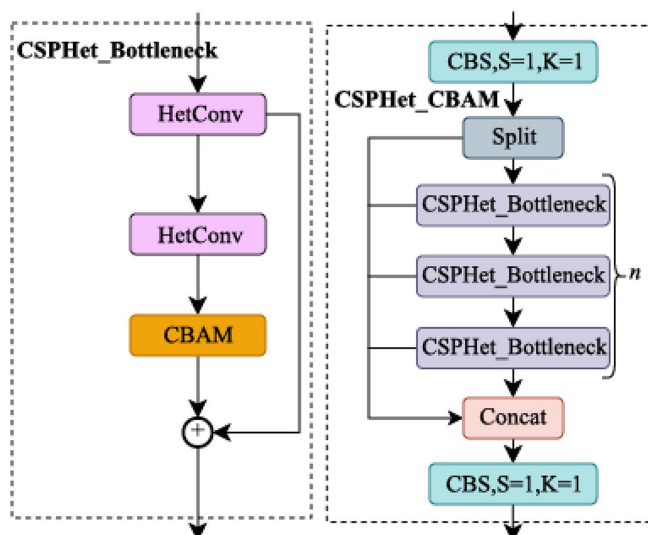 CSPHet_Bottleneck
HetConv
HetConv
CBAM
+
CBS,S=1,K=1
CSPHet_CBAM
Split
CSPHet_Bottleneck
CSPHet_Bottleneck
n
CSPHet_Bottleneck
Concat
CBS,S=1,K=1